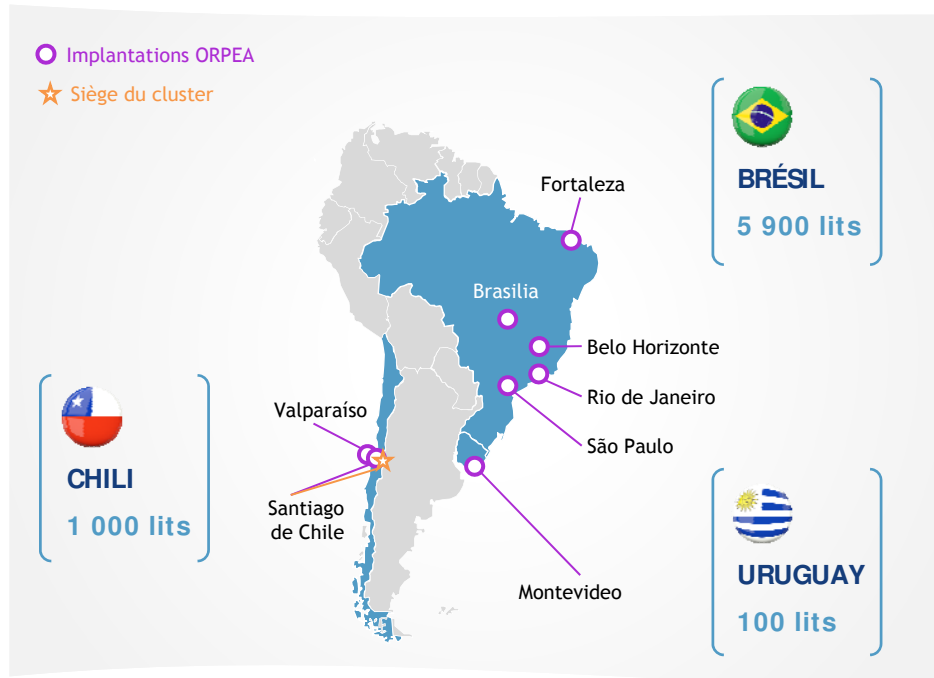 Implantations ORPEA
Siège du cluster
BRÉSIL
5 900 lits
Fortaleza
Brasilia
Belo Horizonte
Rio de Janeiro
São Paulo
Valparaíso
Santiago
de Chile
Montevideo
CHILI
1 000 lits
URUGUAY
100 lits